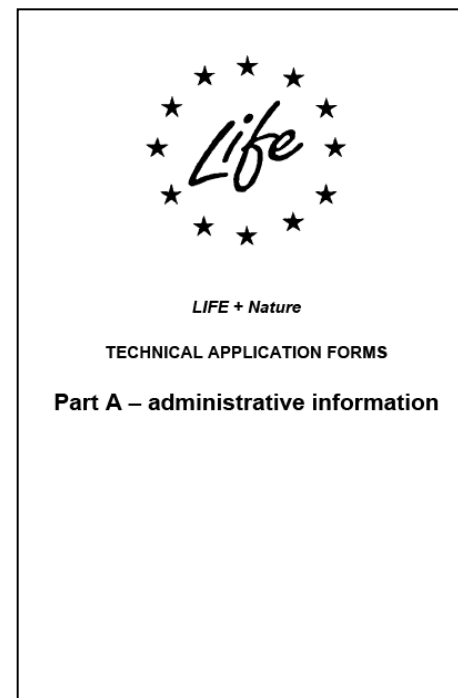 Life
LIFE + Nature
TECHNICAL APPLICATION FORMS
Part A – administrative information